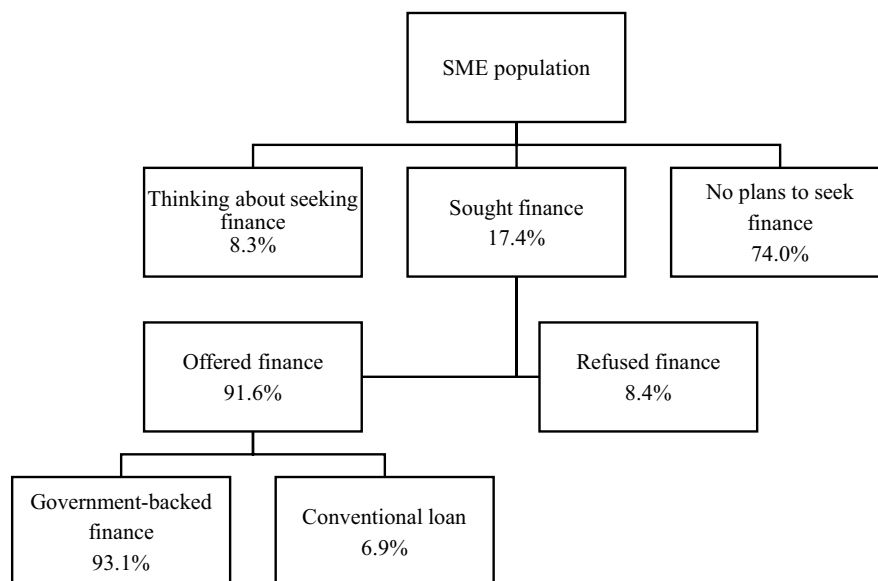 SME population
Thinking about seeking
finance
8.3%
Sought finance
17.4%
No plans to seek
finance
74.0%
Offered finance
91.6%
Refused finance
8.4%
Government-backed
finance
93.1%
Conventional loan
6.9%